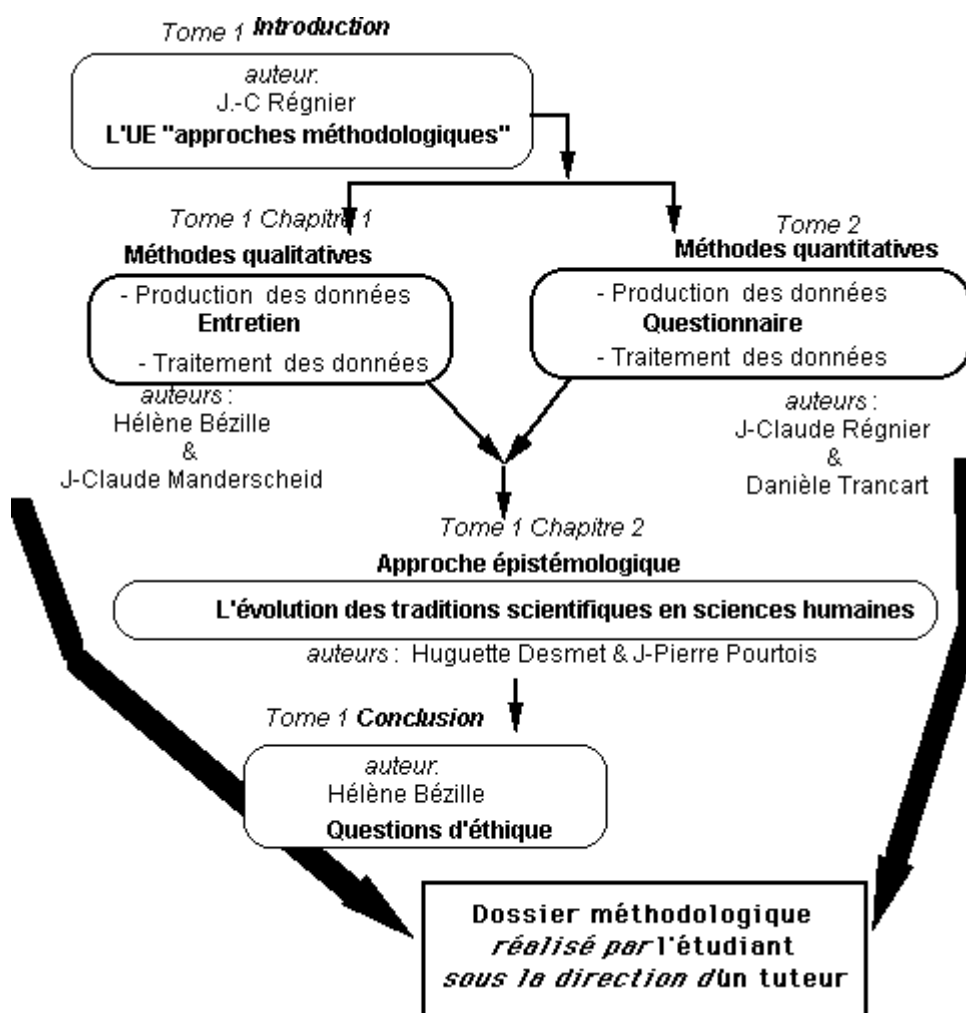 Tome 1 Introduction
auteur:
J.-C Régnier
L'UE "approches méthodologiques"
Tome 1 Chapitre 1
Méthodes qualitatives
- Production des données
Entretien
- Traitement des données
auteurs :
Hélène Bézille
&
J-Claude Manderscheid
Tome 2
Méthodes quantitatives
- Production des données
Questionnaire
- Traitement des données
auteurs :
J-Claude Régnier
&
Danièle Trancart
Tome 1 Chapitre 2
Approche épistémologique
L'évolution des traditions scientifiques en sciences humaines
auteurs : Huguette Desmet & J-Pierre Pourtois
Tome 1 Conclusion
auteur:
Hélène Bézille
Questions d'éthique
Dossier méthodologique
réalisé par l'étudiant
sous la direction d'un tuteur